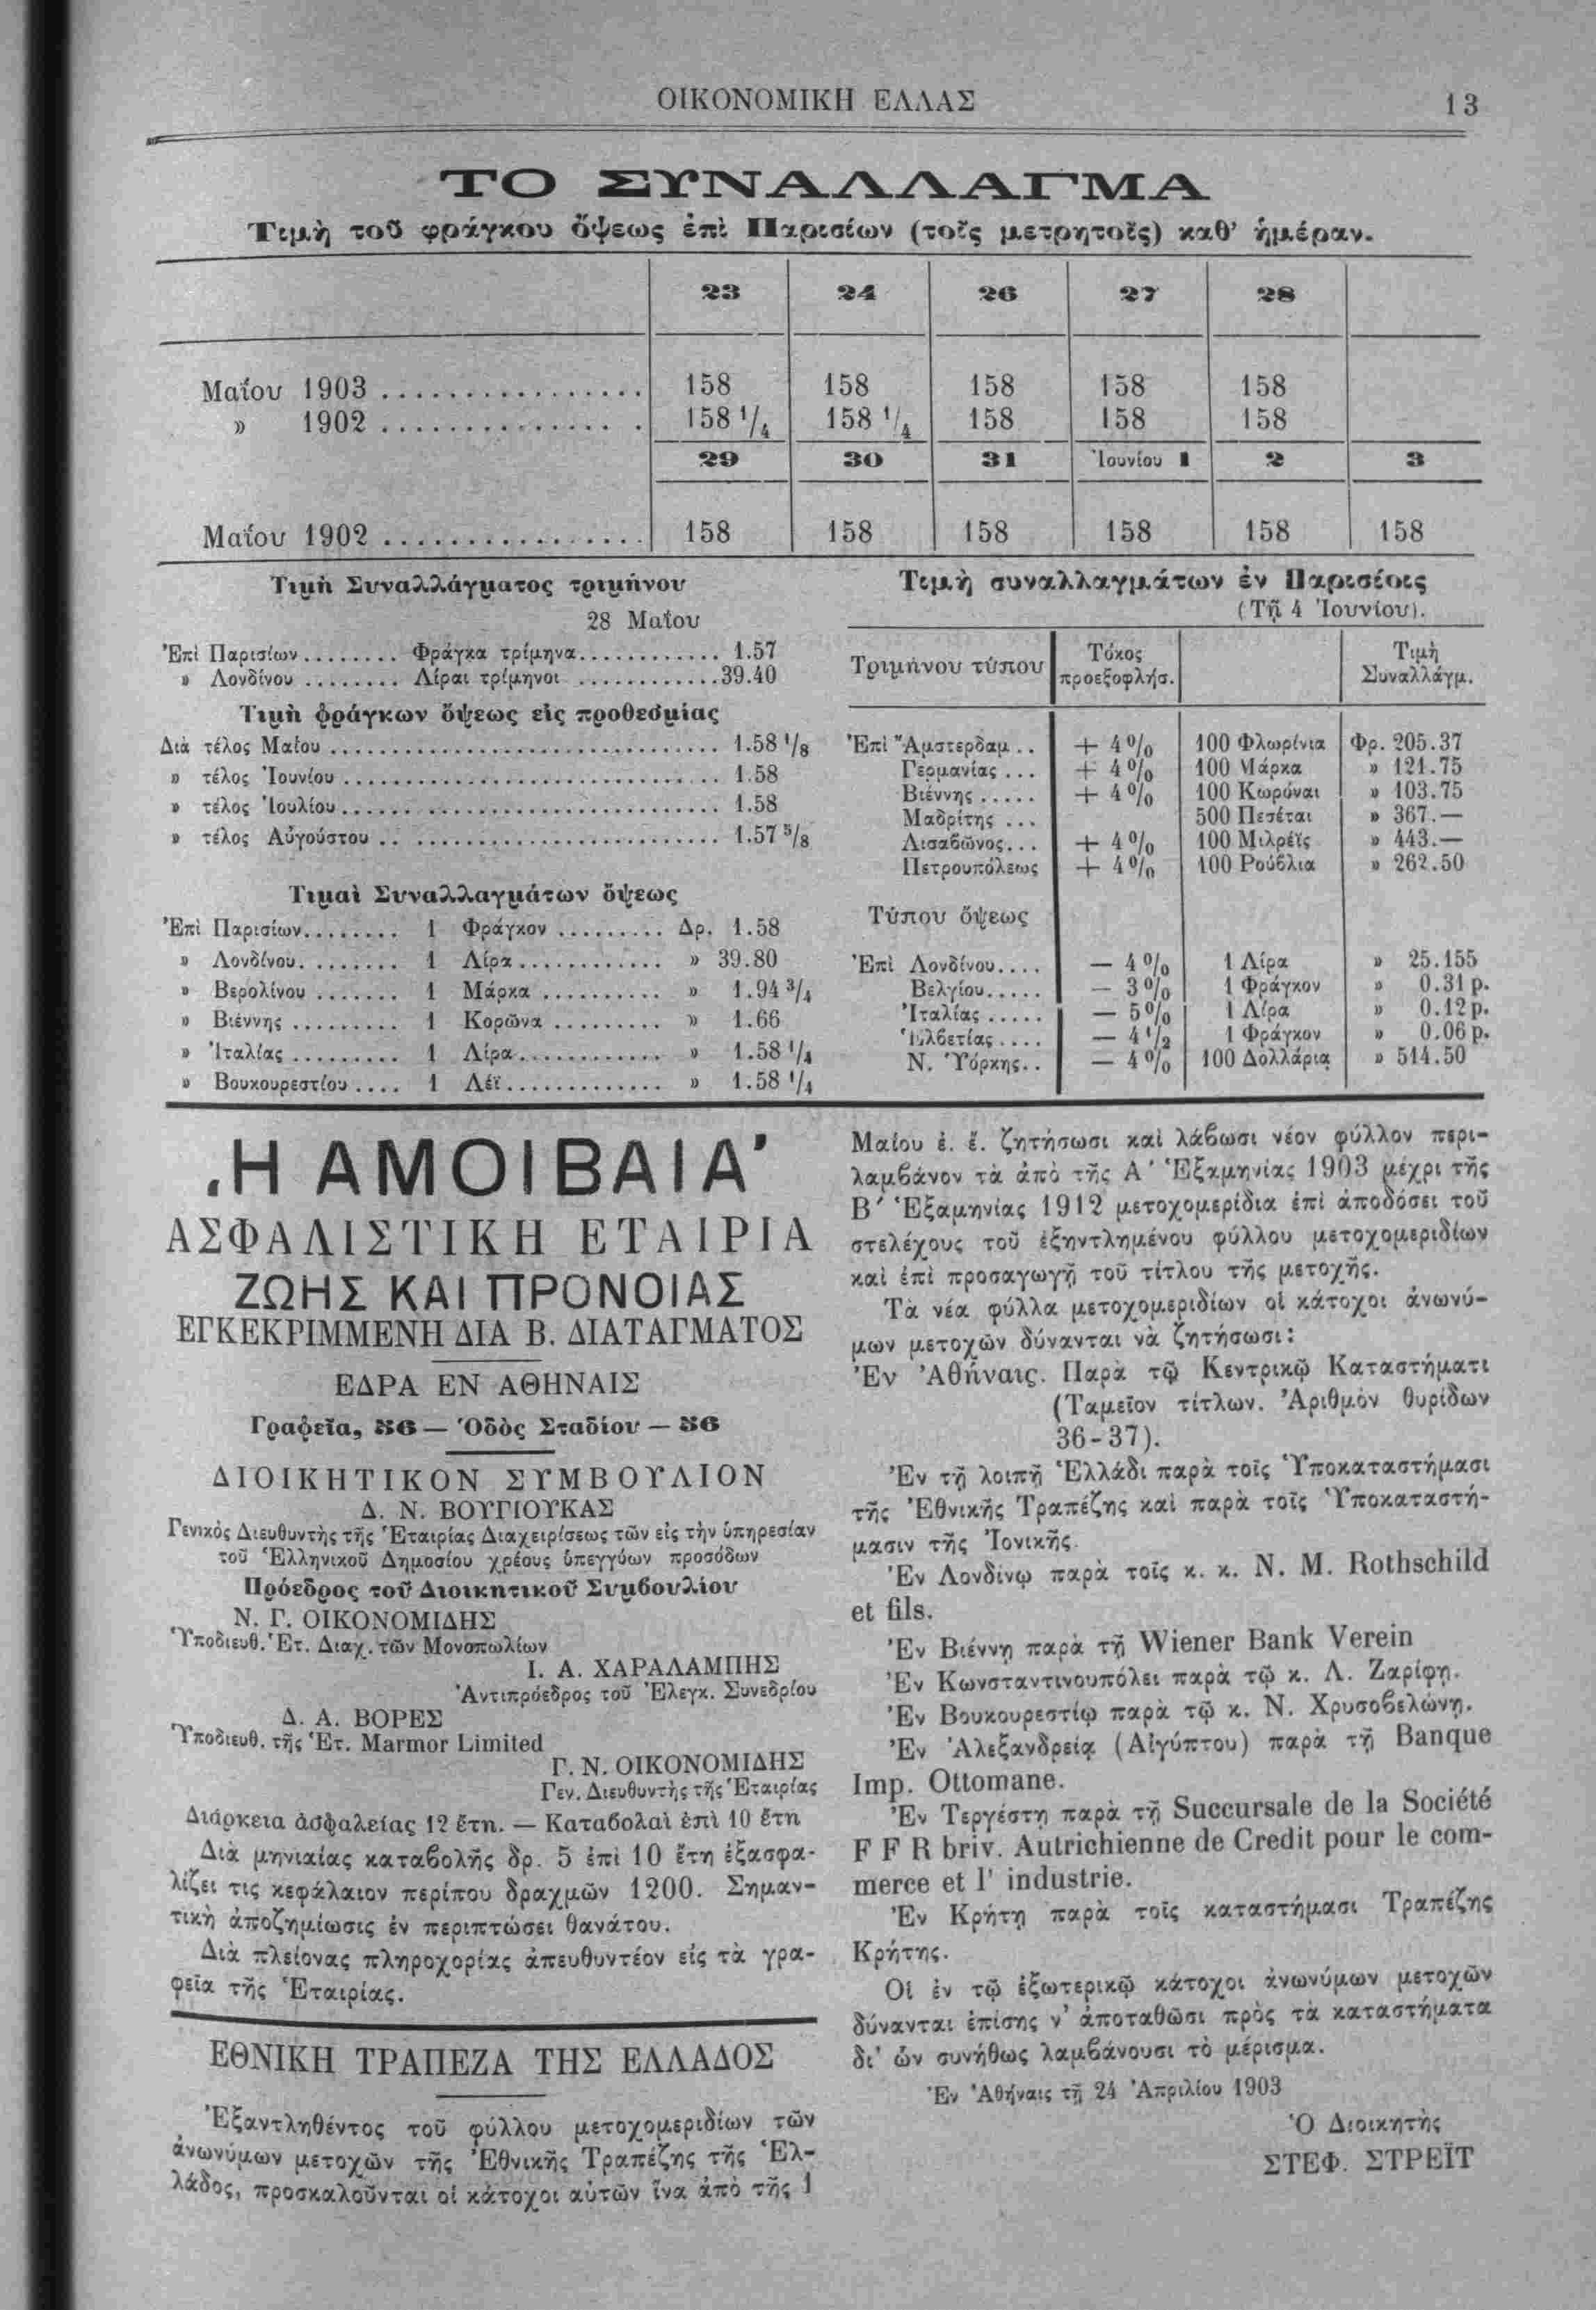 ΟΙΚΟΝΟΜΙΚΗ ΕΛΛΑΣ 13
ΤΟ ΣΥΝΑΛΛΑΓΜΑ
Τιμὴ τοῦ φράγκου ὄψεως ἐπὶ Παρισίων (τοῖς μετρητοῖς) καθ' ἡμέραν.
23 24 26 27 28
Μαΐου 1903 ................ 158 158 158 158 158
» 1902 ................ 158 1/4 158 1/4 158 158 158
29 30 31 Ἰουνίου 1 2 3
Μαΐου 1902 ................ 158 158 158 158 158 158
Τιμὴ Συναλλάγματος τριμήνου
28 Μαΐου
Ἐπὶ Παρισίων ......... Φράγκα τρίμηνα ............. 1.57
» Λονδίνου ......... Λίραι τρίμηνοι ............. 39.40
Τιμὴ φράγκων ὄψεως εἰς προθεσμίας
Διὰ τέλος Μαΐου ............................. 1.58 1/8
» τέλος Ἰουνίου ............................. 1.58
» τέλος Ἰουλίου ............................. 1.58
» τέλος Αὐγούστου ............................. 1.57 5/8
Τιμαὶ Συναλλαγμάτων ὄψεως
Ἐπὶ Παρισίων ........ 1 Φράγκον .......... Δρ. 1.58
» Λονδίνου ........ 1 Λίρα ............. » 39.80
» Βερολίνου ....... 1 Μάρκα ........... » 1.94 3/4
» Βιέννης ......... 1 Κορῶνα .......... » 1.66
» Ἰταλίας ......... 1 Λίρα ............. » 1.58 1/4
» Βουκουρεστίου .... 1 Λέϊ .............. » 1.58 1/4
Τιμὴ συναλλαγμάτων ἐν Παρισίοις
(Τῇ 4 Ἰουνίου).
Τριμήνου τύπου Τόκος προεξοφλήσ. Τιμὴ Συναλλάγμ.
Ἐπὶ Ἄμστερδαμ .. + 4 0/0 100 Φλωρίνια Φρ. 205.37
Γερμανίας ... + 4 0/0 100 Μάρκα » 121.75
Βιέννης ..... + 4 0/0 100 Κωρόναι » 103.75
Μαδρίτης ... 500 Πεσέται » 367.—
Λισαβῶνος... + 4 0/0 100 Μιλρέϊς » 443.—
Πετρουπόλεως + 4 0/0 100 Ρούβλια » 262.50
Τύπου ὄψεως
Ἐπὶ Λονδίνου.... — 4 0/0 1 Λίρα » 25.155
Βελγίου..... — 3 0/0 1 Φράγκον » 0.31 p.
Ἰταλίας ..... — 5 0/0 1 Λίρα » 0.12 p.
Ἑλβετίας .... — 4 1/2 1 Φράγκον » 0.06 p.
Ν. Ὑόρκης.. — 4 0/0 100 Δολλάρια » 514.50
‚Η ΑΜΟΙΒΑΙΑ’
ΑΣΦΑΛΙΣΤΙΚΗ ΕΤΑΙΡΙΑ
ΖΩΗΣ ΚΑΙ ΠΡΟΝΟΙΑΣ
ΕΓΚΕΚΡΙΜΜΕΝΗ ΔΙΑ Β. ΔΙΑΤΑΓΜΑΤΟΣ
ΕΔΡΑ ΕΝ ΑΘΗΝΑΙΣ
Γραφεῖα, 56 — Ὁδὸς Σταδίου — 56
ΔΙΟΙΚΗΤΙΚΟΝ ΣΥΜΒΟΥΛΙΟΝ
Δ. Ν. ΒΟΥΓΙΟΥΚΑΣ
Γενικὸς Διευθυντὴς τῆς Ἑταιρίας Διαχειρίσεως τῶν εἰς τὴν ὑπηρεσίαν
τοῦ Ἑλληνικοῦ Δημοσίου χρέους ὑπεγγύων προσόδων
Πρόεδρος τοῦ Διοικητικοῦ Συμβουλίου
Ν. Γ. ΟΙΚΟΝΟΜΙΔΗΣ
Ὑποδιευθ. Ἑτ. Διαχ. τῶν Μονοπωλίων
Ι. Α. ΧΑΡΑΛΑΜΠΗΣ
Ἀντιπρόεδρος τοῦ Ἐλεγκ. Συνεδρίου
Δ. Α. ΒΟΡΕΣ
Ὑποδιευθ. τῆς Ἑτ. Marmor Limited
Γ. Ν. ΟΙΚΟΝΟΜΙΔΗΣ
Γεν. Διευθυντὴς τῆς Ἑταιρίας
Διάρκεια ἀσφαλείας 12 ἔτη. — Καταβολαὶ ἐπὶ 10 ἔτη
Διὰ μηνιαίας καταβολῆς δρ. 5 ἐπὶ 10 ἔτη ἐξασφα-
λίζει τις κεφάλαιον περίπου δραχμῶν 1200. Σημαν-
τικὴ ἀποζημίωσις ἐν περιπτώσει θανάτου.
Διὰ πλείονας πληροχορίας ἀπευθυντέον εἰς τὰ γρα-
φεῖα τῆς Ἑταιρίας.
ΕΘΝΙΚΗ ΤΡΑΠΕΖΑ ΤΗΣ ΕΛΛΑΔΟΣ
Ἐξαντληθέντος τοῦ φύλλου μετοχομεριδίων τῶν
ἀνωνύμων μετοχῶν τῆς Ἐθνικῆς Τραπέζης τῆς Ἑλ-
λάδος, προσκαλοῦνται οἱ κάτοχοι αὐτῶν ἵνα ἀπὸ τῆς 1
Μαΐου ἐ. ἔ. ζητήσωσι καὶ λάβωσι νέον φύλλον περι-
λαμβάνον τὰ ἀπὸ τῆς Α' Ἑξαμηνίας 1903 μέχρι τῆς
Β' Ἑξαμηνίας 1912 μετοχομερίδια ἐπὶ ἀποδόσει τοῦ
στελέχους τοῦ ἐξηντλημένου φύλλου μετοχομεριδίων
καὶ ἐπὶ προσαγωγῇ τοῦ τίτλου τῆς μετοχῆς.
Τὰ νέα φύλλα μετοχομεριδίων οἱ κάτοχοι ἀνωνύ-
μων μετοχῶν δύνανται νὰ ζητήσωσι:
Ἐν Ἀθήναις. Παρὰ τῷ Κεντρικῷ Καταστήματι
(Ταμεῖον τίτλων. Ἀριθμὸν θυρίδων
36-37).
Ἐν τῇ λοιπῇ Ἑλλάδι παρὰ τοῖς Ὑποκαταστήμασι
τῆς Ἐθνικῆς Τραπέζης καὶ παρὰ τοῖς Ὑποκαταστή-
μασιν τῆς Ἰονικῆς.
Ἐν Λονδίνῳ παρὰ τοῖς κ. κ. N. M. Rothschild
et fils.
Ἐν Βιέννῃ παρὰ τῇ Wiener Bank Verein
Ἐν Κωνσταντινουπόλει παρὰ τῷ κ. Λ. Ζαρίφῃ.
Ἐν Βουκουρεστίῳ παρὰ τῷ κ. Ν. Χρυσοβελώνῃ.
Ἐν Ἀλεξανδρείᾳ (Αἰγύπτου) παρὰ τῇ Banque
Imp. Ottomane.
Ἐν Τεργέστῃ παρὰ τῇ Succursale de la Société
F F R briv. Autrichienne de Credit pour le com-
merce et l' industrie.
Ἐν Κρήτῃ παρὰ τοῖς καταστήμασι Τραπέζης
Κρήτης.
Οἱ ἐν τῷ ἐξωτερικῷ κάτοχοι ἀνωνύμων μετοχῶν
δύνανται ἐπίσης ν' ἀποταθῶσι πρὸς τὰ καταστήματα
δι' ὧν συνήθως λαμβάνουσι τὸ μέρισμα.
Ἐν Ἀθήναις τῇ 24 Ἀπριλίου 1903
Ὁ Διοικητὴς
ΣΤΕΦ. ΣΤΡΕΪΤ